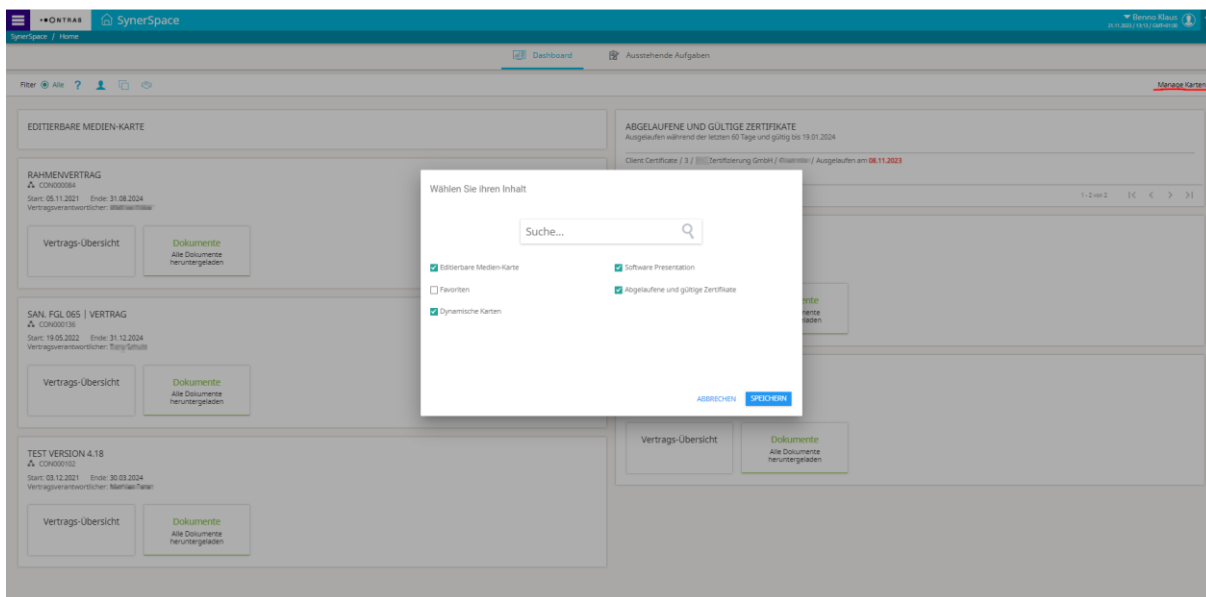 ONTRAS SynerSpace
Benno Klaus
SynerSpace / Home
Dashboard
Ausstehende Aufgaben
Filter Alle ?
Manage Karten
EDITIERBARE MEDIEN-KARTE
RAHMENVERTRAG
CON000084
Start: 05.11.2021 Ende: 31.08.2024
Vertragsverantwortlicher:
Vertrags-Übersicht
Dokumente
Alle Dokumente
heruntergeladen
SAN. FGL 065 | VERTRAG
CON000136
Start: 19.05.2022 Ende: 31.12.2024
Vertragsverantwortlicher:
Vertrags-Übersicht
Dokumente
Alle Dokumente
heruntergeladen
TEST VERSION 4.18
CON000102
Start: 03.12.2021 Ende: 30.03.2024
Vertragsverantwortlicher:
Vertrags-Übersicht
Dokumente
Alle Dokumente
heruntergeladen
ABGELAUFENE UND GÜLTIGE ZERTIFIKATE
Ausgelaufen während der letzten 60 Tage und gültig bis 19.01.2024
Client Certificate / 3 / Zertifizierung GmbH / / Ausgelaufen am 08.11.2023
1 - 2 von 2
Wählen Sie ihren Inhalt
Suche...
Editierbare Medien-Karte
Software Presentation
Favoriten
Abgelaufene und gültige Zertifikate
Dynamische Karten
ABBRECHEN SPEICHERN
Vertrags-Übersicht
Dokumente
Alle Dokumente
heruntergeladen